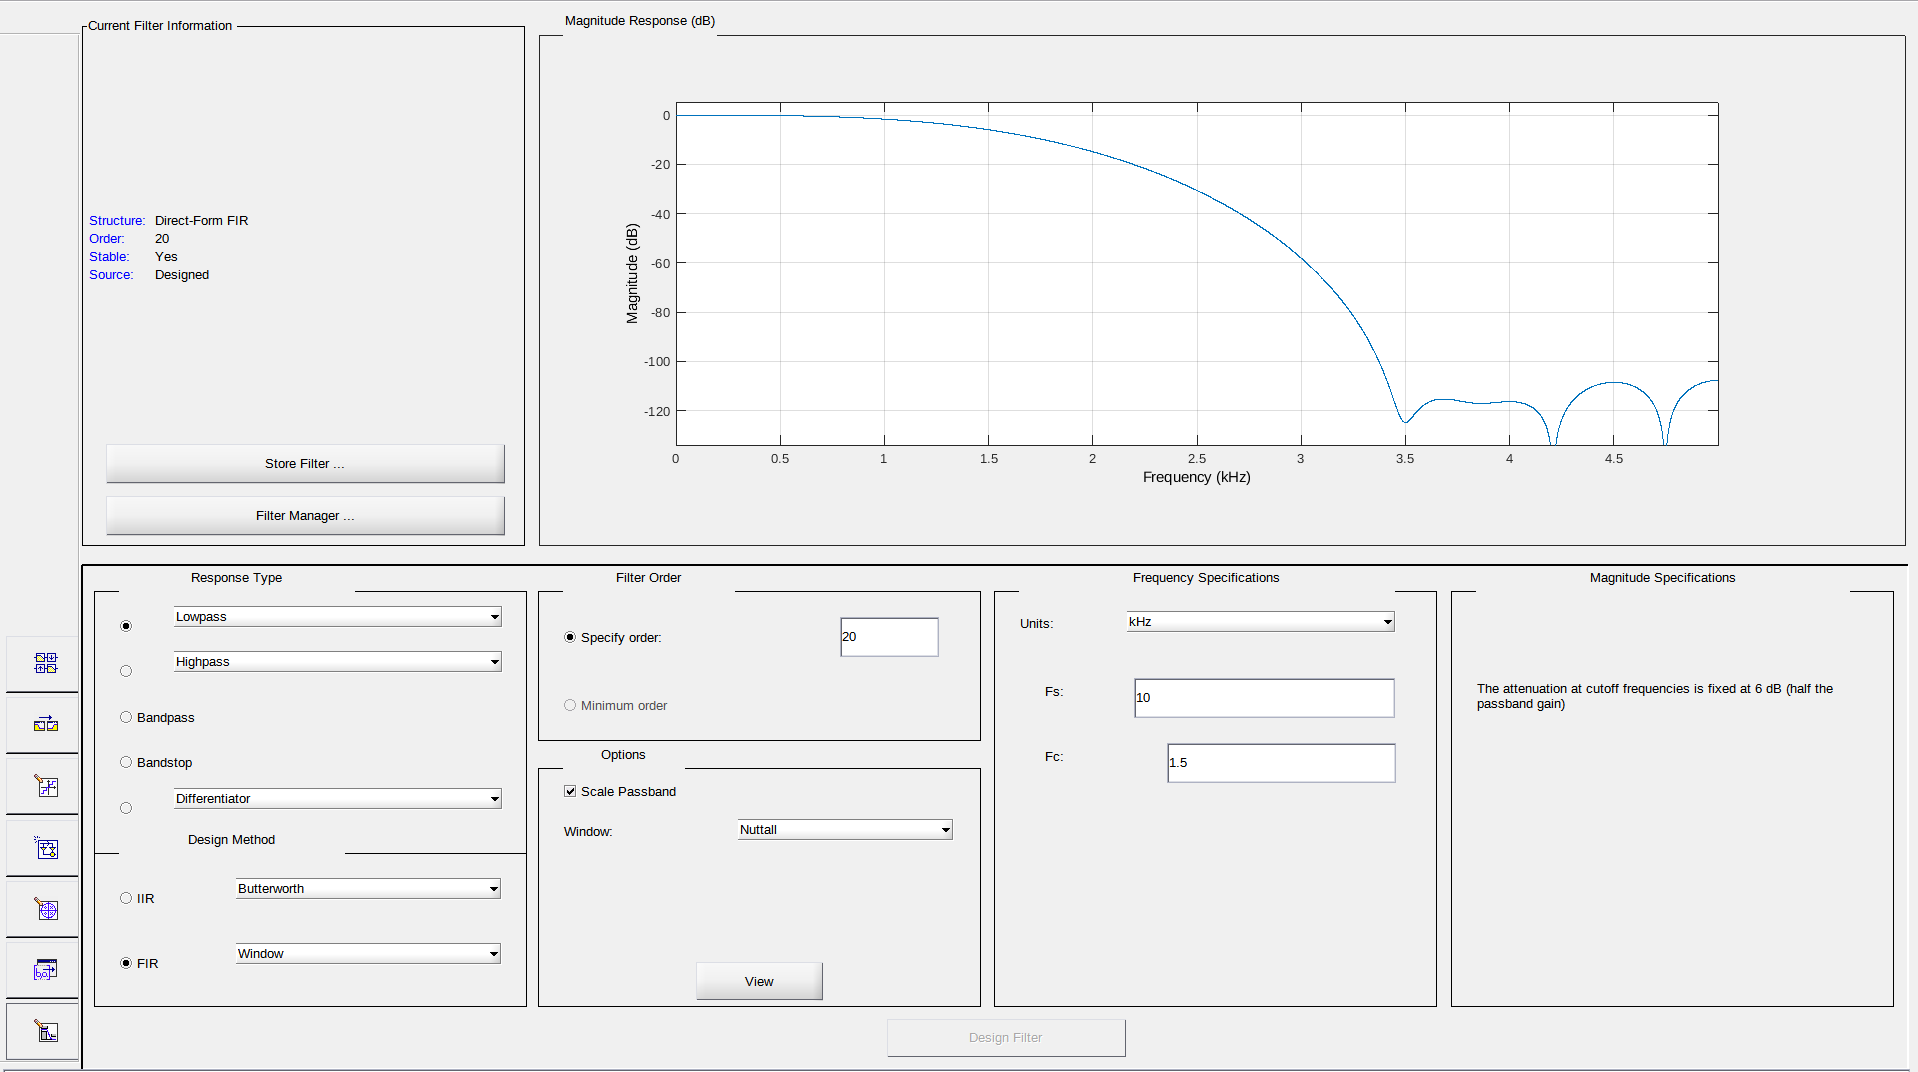 Current Filter Information
Structure: Direct-Form FIR
Order: 20
Stable: Yes
Source: Designed
Store Filter ...
Filter Manager ...
Magnitude Response (dB)
0
-20
-40
-60
-80
-100
-120
Magnitude (dB)
0 0.5 1 1.5 2 2.5 3 3.5 4 4.5
Frequency (kHz)
Response Type
Lowpass
Highpass
Bandpass
Bandstop
Differentiator
Design Method
IIR Butterworth
FIR Window
Filter Order
Specify order: 20
Minimum order
Options
Scale Passband
Window: Nuttall
View
Frequency Specifications
Units: kHz
Fs: 10
Fc: 1.5
Magnitude Specifications
The attenuation at cutoff frequencies is fixed at 6 dB (half the
passband gain)
Design Filter